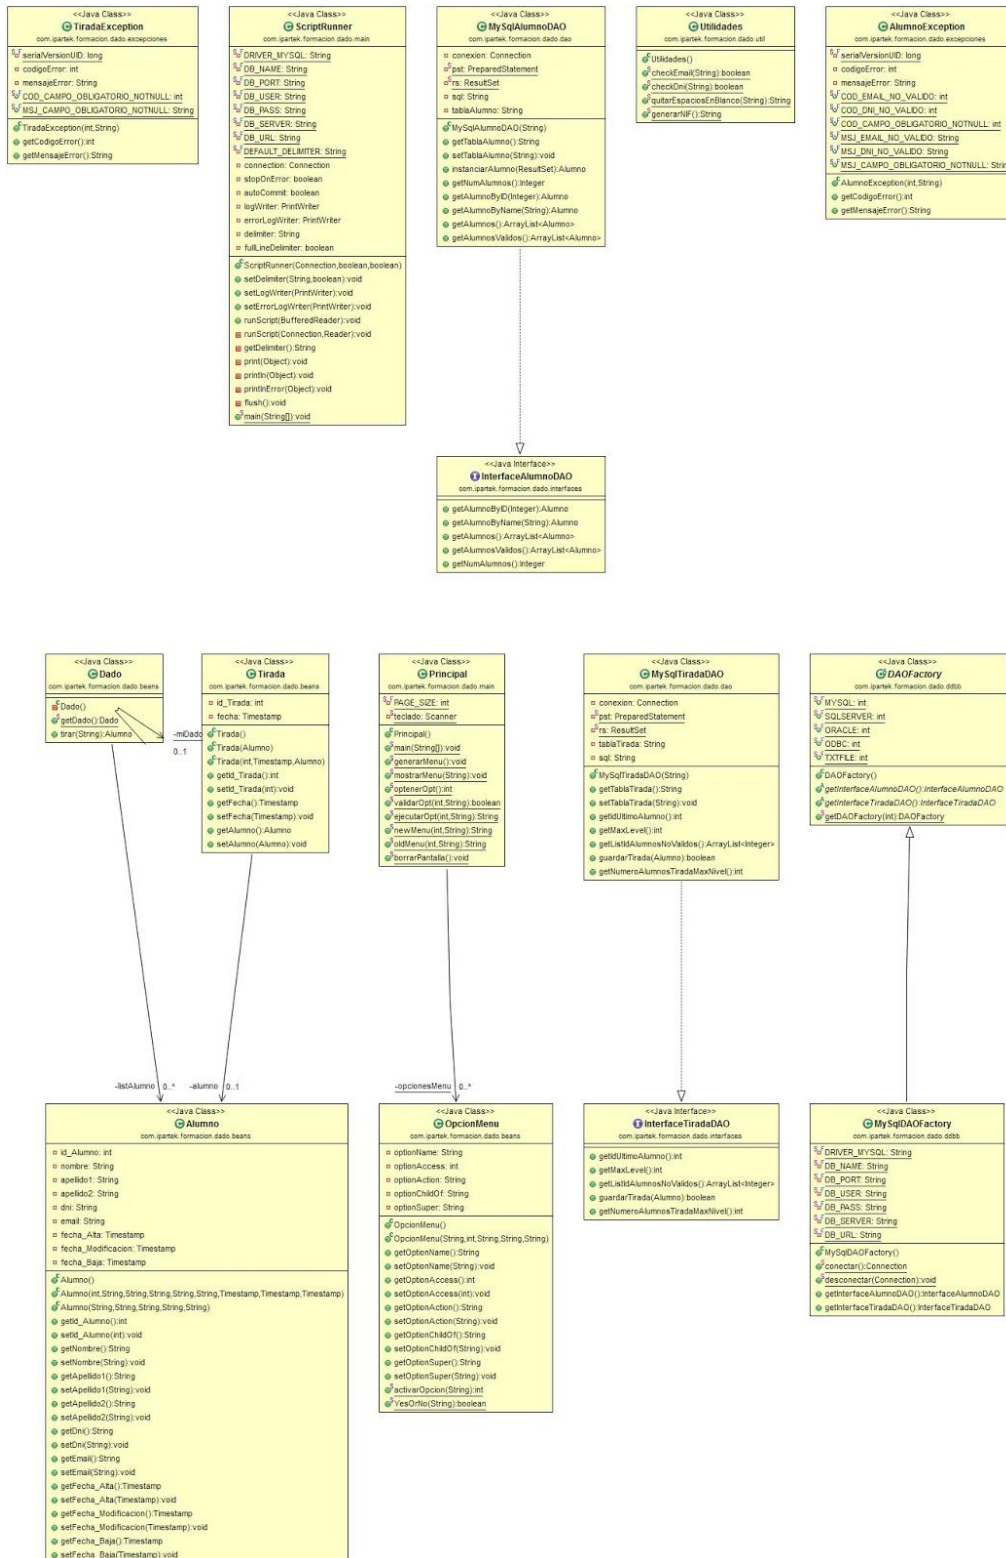 <<Java Class>>
TiradaException
com.ipartek.formacion.dado.excepciones
serialVersionUID: long
codigoError: int
mensajeError: String
COD_CAMPO_OBLIGATORIO_NOTNULL: int
MSJ_CAMPO_OBLIGATORIO_NOTNULL: String
TiradaException(int,String)
getCodigoError():int
getMensajeError():String
<<Java Class>>
ScriptRunner
com.ipartek.formacion.dado.main
DRIVER_MYSQL: String
DB_NAME: String
DB_PORT: String
DB_USER: String
DB_PASS: String
DB_SERVER: String
DB_URL: String
DEFAULT_DELIMITER: String
connection: Connection
stopOnError: boolean
autoCommit: boolean
logWriter: PrintWriter
errorLogWriter: PrintWriter
delimiter: String
fullLineDelimiter: boolean
ScriptRunner(Connection,boolean,boolean)
setDelimiter(String,boolean):void
setLogWriter(PrintWriter):void
setErrorLogWriter(PrintWriter):void
runScript(BufferedReader):void
runScript(Connection,Reader):void
getDelimiter():String
print(Object):void
println(Object):void
printlnError(Object):void
flush():void
main(String[]):void
<<Java Class>>
MySqlAlumnoDAO
com.ipartek.formacion.dado.dao
conexion: Connection
pst: PreparedStatement
rs: ResultSet
sql: String
tablaAlumno: String
MySqlAlumnoDAO(String)
getTablaAlumno():String
setTablaAlumno(String):void
instanciarAlumno(ResultSet):Alumno
getNumAlumnos():Integer
getAlumnoByID(Integer):Alumno
getAlumnoByName(String):Alumno
getAlumnos():ArrayList<Alumno>
getAlumnosValidos():ArrayList<Alumno>
<<Java Class>>
Utilidades
com.ipartek.formacion.dado.util
Utilidades()
checkEmail(String):boolean
checkDni(String):boolean
quitarEspaciosEnBlanco(String):String
generarNIF():String
<<Java Class>>
AlumnoException
com.ipartek.formacion.dado.excepciones
serialVersionUID: long
codigoError: int
mensajeError: String
COD_EMAIL_NO_VALIDO: int
COD_DNI_NO_VALIDO: int
COD_CAMPO_OBLIGATORIO_NOTNULL: int
MSJ_EMAIL_NO_VALIDO: String
MSJ_DNI_NO_VALIDO: String
MSJ_CAMPO_OBLIGATORIO_NOTNULL: Strin
AlumnoException(int,String)
getCodigoError():int
getMensajeError():String
<<Java Interface>>
InterfaceAlumnoDAO
com.ipartek.formacion.dado.interfaces
getAlumnoByID(Integer):Alumno
getAlumnoByName(String):Alumno
getAlumnos():ArrayList<Alumno>
getAlumnosValidos():ArrayList<Alumno>
getNumAlumnos():Integer
<<Java Class>>
Dado
com.ipartek.formacion.dado.beans
Dado()
getDado():Dado
tirar(String):Alumno
-miDado
0..1
<<Java Class>>
Tirada
com.ipartek.formacion.dado.beans
id_Tirada: int
fecha: Timestamp
Tirada()
Tirada(Alumno)
Tirada(int,Timestamp,Alumno)
getId_Tirada():int
setId_Tirada(int):void
getFecha():Timestamp
setFecha(Timestamp):void
getAlumno():Alumno
setAlumno(Alumno):void
<<Java Class>>
Principal
com.ipartek.formacion.dado.main
PAGE_SIZE: int
teclado: Scanner
Principal()
main(String[]):void
generarMenu():void
mostrarMenu(String):void
optenerOpt():int
validarOpt(int,String):boolean
ejecutarOpt(int,String):String
newMenu(int,String):String
oldMenu(int,String):String
borrarPantalla():void
<<Java Class>>
MySqlTiradaDAO
com.ipartek.formacion.dado.dao
conexion: Connection
pst: PreparedStatement
rs: ResultSet
tablaTirada: String
sql: String
MySqlTiradaDAO(String)
getTablaTirada():String
setTablaTirada(String):void
getIdUltimoAlumno():int
getMaxLevel():int
getListIdAlumnosNoValidos():ArrayList<Integer>
guardarTirada(Alumno):boolean
getNumeroAlumnosTiradaMaxNivel():int
<<Java Class>>
DAOFactory
com.ipartek.formacion.dado.ddbb
MYSQL: int
SQLSERVER: int
ORACLE: int
ODBC: int
TXTFILE: int
DAOFactory()
getInterfaceAlumnoDAO():InterfaceAlumnoDAO
getInterfaceTiradaDAO():InterfaceTiradaDAO
getDAOFactory(int):DAOFactory
-listAlumno 0..*
-alumno 0..1
-opcionesMenu 0..*
<<Java Class>>
Alumno
com.ipartek.formacion.dado.beans
id_Alumno: int
nombre: String
apellido1: String
apellido2: String
dni: String
email: String
fecha_Alta: Timestamp
fecha_Modificacion: Timestamp
fecha_Baja: Timestamp
Alumno()
Alumno(int,String,String,String,String,String,Timestamp,Timestamp,Timestamp)
Alumno(String,String,String,String,String)
getId_Alumno():int
setId_Alumno(int):void
getNombre():String
setNombre(String):void
getApellido1():String
setApellido1(String):void
getApellido2():String
setApellido2(String):void
getDni():String
setDni(String):void
getEmail():String
setEmail(String):void
getFecha_Alta():Timestamp
setFecha_Alta(Timestamp):void
getFecha_Modificacion():Timestamp
setFecha_Modificacion(Timestamp):void
getFecha_Baja():Timestamp
setFecha_Baja(Timestamp):void
<<Java Class>>
OpcionMenu
com.ipartek.formacion.dado.beans
optionName: String
optionAccess: int
optionAction: String
optionChildOf: String
optionSuper: String
OpcionMenu()
OpcionMenu(String,int,String,String,String)
getOptionName():String
setOptionName(String):void
getOptionAccess():int
setOptionAccess(int):void
getOptionAction():String
setOptionAction(String):void
getOptionChildOf():String
setOptionChildOf(String):void
getOptionSuper():String
setOptionSuper(String):void
activarOpcion(String):int
YesOrNo(String):boolean
<<Java Interface>>
InterfaceTiradaDAO
com.ipartek.formacion.dado.interfaces
getIdUltimoAlumno():int
getMaxLevel():int
getListIdAlumnosNoValidos():ArrayList<Integer>
guardarTirada(Alumno):boolean
getNumeroAlumnosTiradaMaxNivel():int
<<Java Class>>
MySqlDAOFactory
com.ipartek.formacion.dado.ddbb
DRIVER_MYSQL: String
DB_NAME: String
DB_PORT: String
DB_USER: String
DB_PASS: String
DB_SERVER: String
DB_URL: String
MySqlDAOFactory()
conectar():Connection
desconectar(Connection):void
getInterfaceAlumnoDAO():InterfaceAlumnoDAO
getInterfaceTiradaDAO():InterfaceTiradaDAO